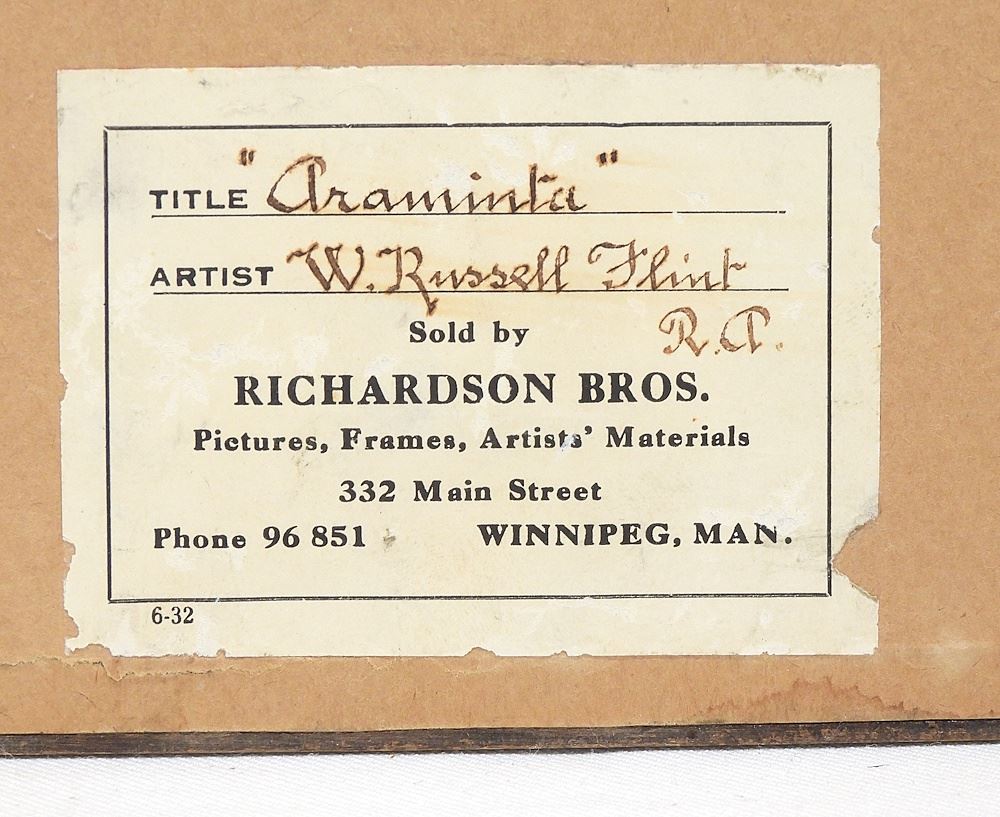 TITLE "Araminta"
ARTIST W. Russell Flint
R.A.
Sold by
RICHARDSON BROS.
Pictures, Frames, Artists' Materials
332 Main Street
Phone 96 851 WINNIPEG, MAN.
6-32